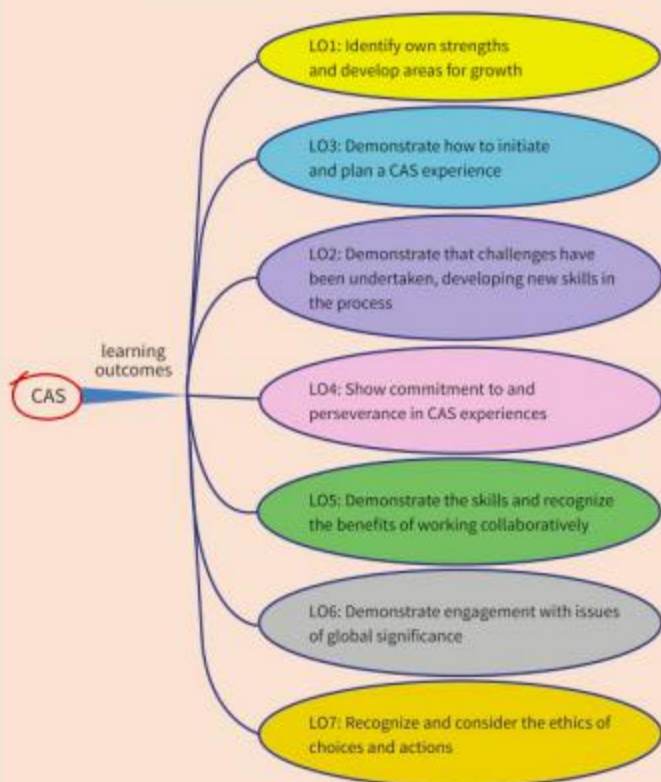 LO1: Identify own strengths
and develop areas for growth
LO3: Demonstrate how to initiate
and plan a CAS experience
LO2: Demonstrate that challenges have
been undertaken, developing new skills in
the process
learning
outcomes
CAS
LO4: Show commitment to and
perseverance in CAS experiences
LO5: Demonstrate the skills and recognize
the benefits of working collaboratively
LO6: Demonstrate engagement with issues
of global significance
LO7: Recognize and consider the ethics of
choices and actions